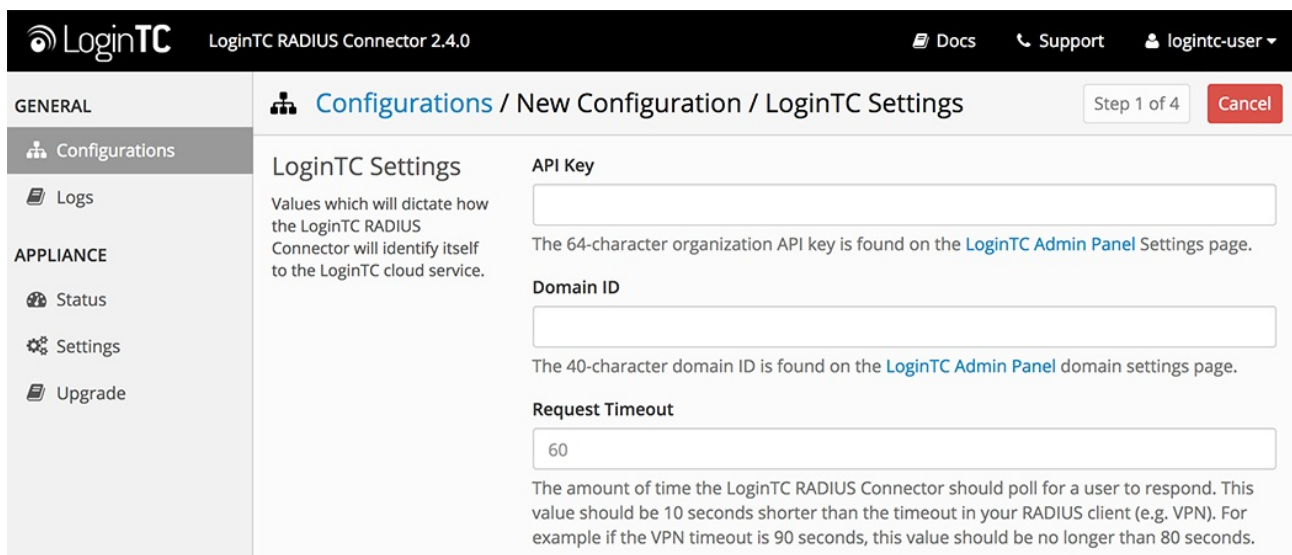 LoginTC LoginTC RADIUS Connector 2.4.0 Docs Support logintc-user
GENERAL
Configurations
Logs
APPLIANCE
Status
Settings
Upgrade
Configurations / New Configuration / LoginTC Settings Step 1 of 4 Cancel
LoginTC Settings
Values which will dictate how
the LoginTC RADIUS
Connector will identify itself
to the LoginTC cloud service.
API Key
The 64-character organization API key is found on the LoginTC Admin Panel Settings page.
Domain ID
The 40-character domain ID is found on the LoginTC Admin Panel domain settings page.
Request Timeout
60
The amount of time the LoginTC RADIUS Connector should poll for a user to respond. This
value should be 10 seconds shorter than the timeout in your RADIUS client (e.g. VPN). For
example if the VPN timeout is 90 seconds, this value should be no longer than 80 seconds.